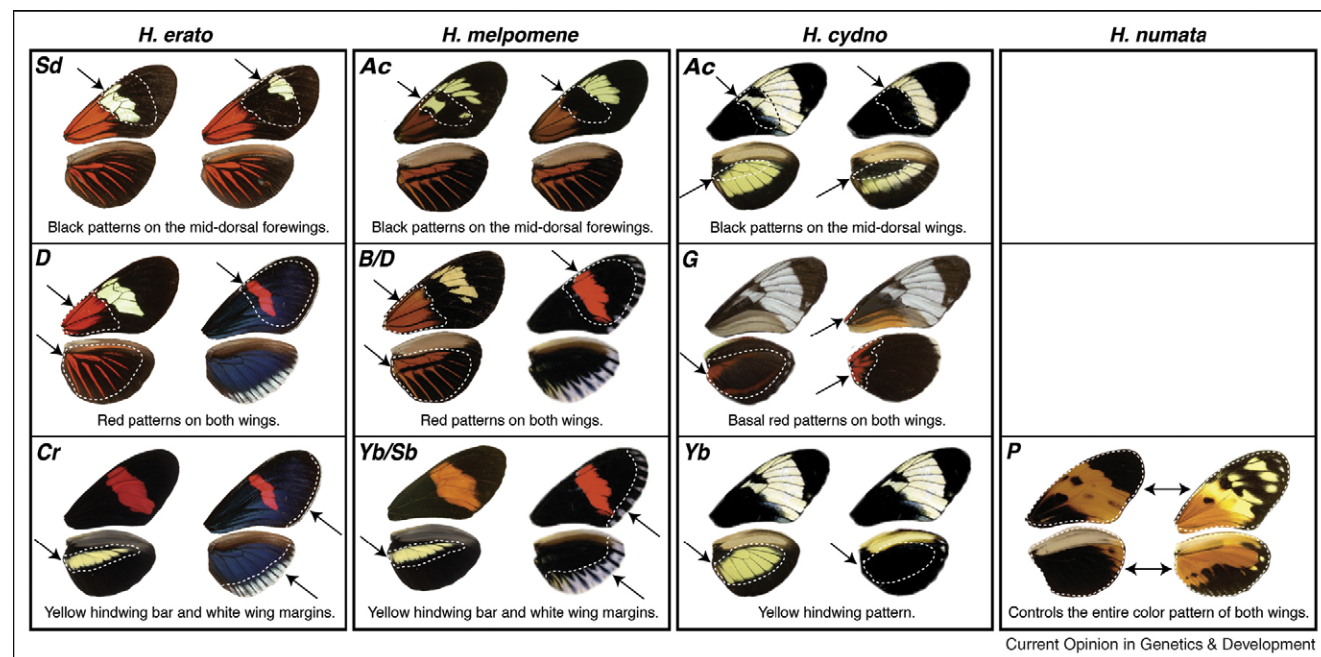 H. erato
H. melpomene
H. cydno
H. numata
Sd
Black patterns on the mid-dorsal forewings.
Ac
Black patterns on the mid-dorsal forewings.
Ac
Black patterns on the mid-dorsal wings.
D
Red patterns on both wings.
B/D
Red patterns on both wings.
G
Basal red patterns on both wings.
Cr
Yellow hindwing bar and white wing margins.
Yb/Sb
Yellow hindwing bar and white wing margins.
Yb
Yellow hindwing pattern.
P
Controls the entire color pattern of both wings.
Current Opinion in Genetics & Development